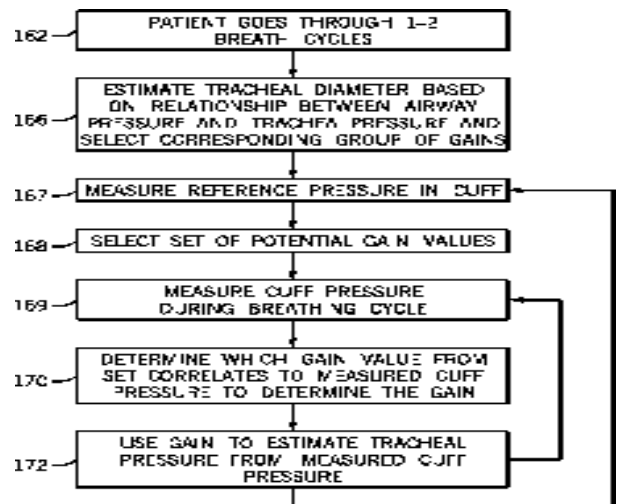 162
PATIENT GOES THROUGH 1-2
BREATH CYCLES
166
ESTIMATE TRACHEAL DIAMETER BASED
ON RELATIONSHIP BETWEEN AIRWAY
PRESSURE AND TRACHEA PRESSURE AND
SELECT CORRESPONDING GROUP OF GAINS
167
MEASURE REFERENCE PRESSURE IN CUFF
168
SELECT SET OF POTENTIAL GAIN VALUES
169
MEASURE CUFF PRESSURE
DURING BREATHING CYCLE
170
DETERMINE WHICH GAIN VALUE FROM
SET CORRELATES TO MEASURED CUFF
PRESSURE TO DETERMINE THE GAIN
172
USE GAIN TO ESTIMATE TRACHEAL
PRESSURE FROM MEASURED CUFF
PRESSURE